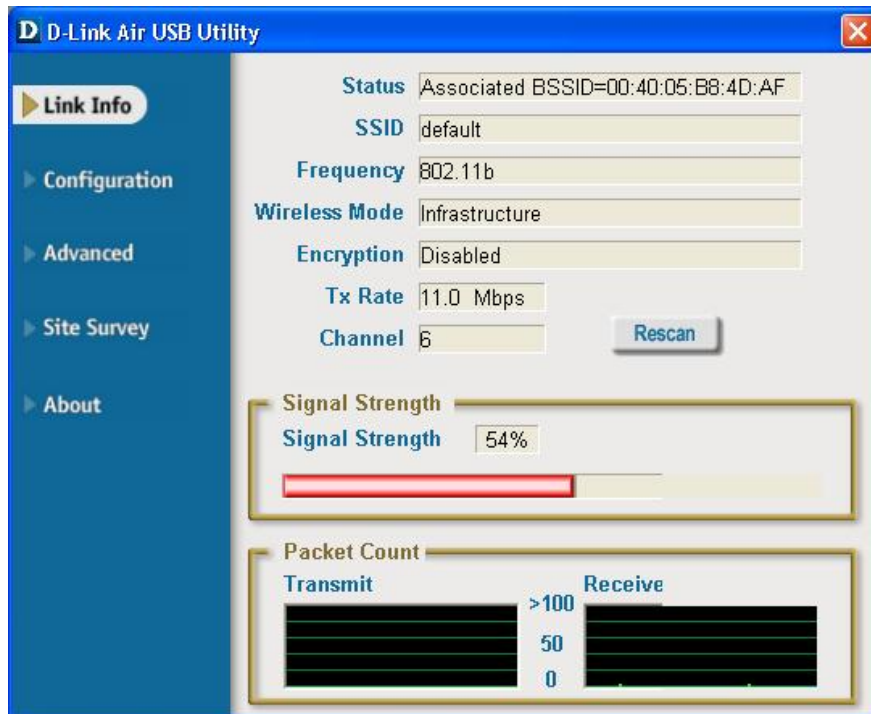 D D-Link Air USB Utility
Link Info
Configuration
Advanced
Site Survey
About
Status Associated BSSID=00:40:05:B8:4D:AF
SSID default
Frequency 802.11b
Wireless Mode Infrastructure
Encryption Disabled
Tx Rate 11.0 Mbps
Channel 6
Rescan
Signal Strength
Signal Strength 54%
Packet Count
Transmit
Receive
>100
50
0